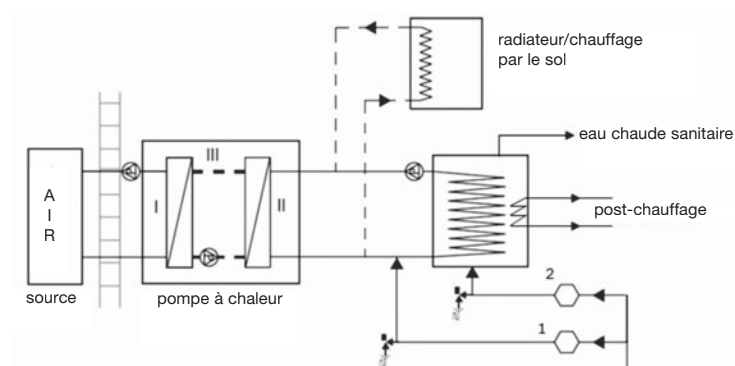 radiateur/chauffage
par le sol
eau chaude sanitaire
A
I
R
III
I
II
post-chauffage
source
pompe à chaleur
2
1